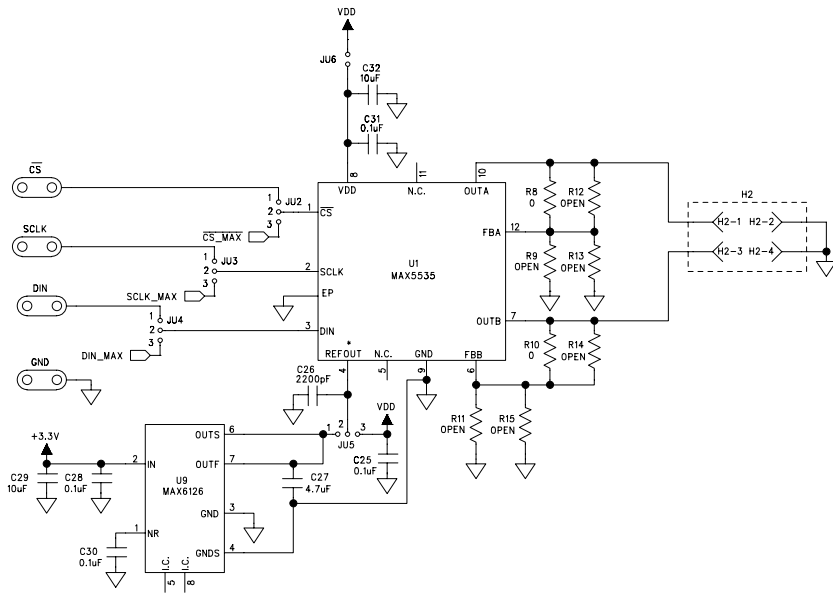 VDD
JU6
C32
10uF
C31
0.1uF
8
VDD
11
N.C.
10
OUTA
CS
SCLK
DIN
GND
1
2
3
JU2
CS_MAX
1
CS
1
2
3
JU3
SCLK_MAX
2
SCLK
EP
1
2
3
JU4
DIN_MAX
3
DIN
U1
MAX5535
FBA
12
OUTB
7
*
REFOUT
4
N.C.
5
GND
9
FBB
6
R8
0
R12
OPEN
R9
OPEN
R13
OPEN
R10
0
R14
OPEN
R11
OPEN
R15
OPEN
H2
H2-1 H2-2
H2-3 H2-4
C26
2200pF
1
2
3
JU5
VDD
C25
0.1uF
+3.3V
C29
10uF
C28
0.1uF
2
IN
OUTS
6
OUTF
7
U9
MAX6126
C27
4.7uF
GND
3
1
NR
GNDS
4
C30
0.1uF
I.C.
5
I.C.
8